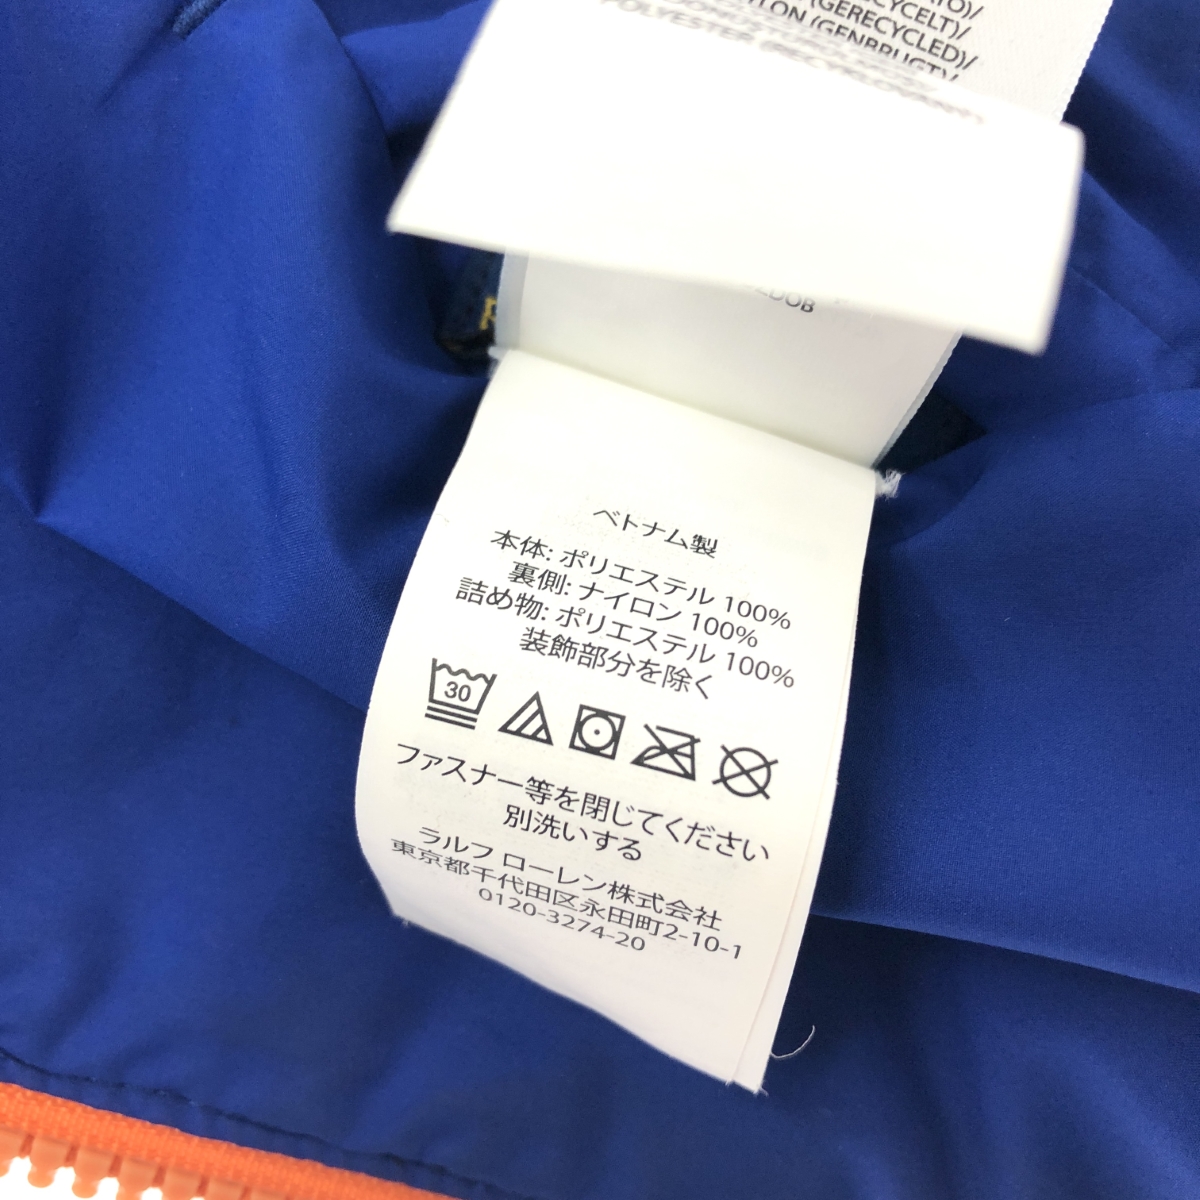 (GERECYCELT)/
(GERECYCLED)/
ベトナム製
本体: ポリエステル 100%
裏側: ナイロン 100%
詰め物: ポリエステル 100%
装飾部分を除く
30
ファスナー等を閉じてください
別洗いする
ラルフ ローレン株式会社
東京都千代田区永田町2-10-1
0120-3274-20